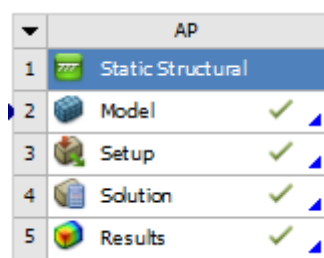 AP
1 Static Structural
2 Model
3 Setup
4 Solution
5 Results